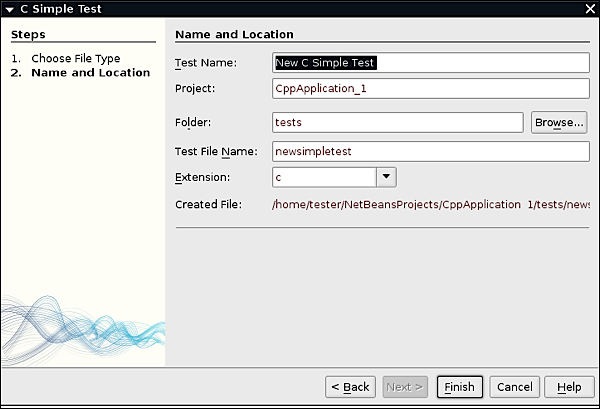 C Simple Test
Steps
1. Choose File Type
2. Name and Location
Name and Location
Test Name: New C Simple Test
Project: CppApplication_1
Folder: tests Browse...
Test File Name: newsimpletest
Extension: c
Created File: /home/tester/NetBeansProjects/CppApplication_1/tests/news
< Back Next > Finish Cancel Help